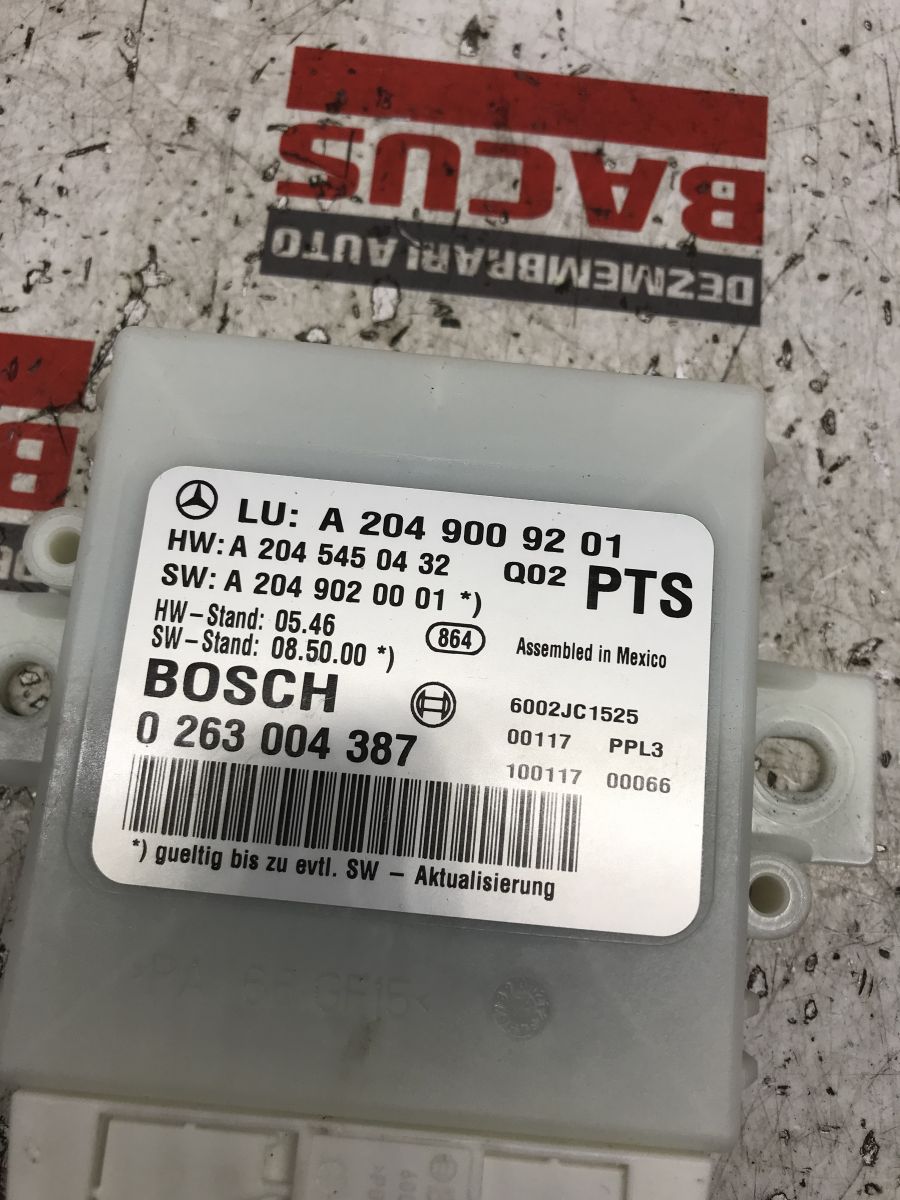 BACUS
DEZMEMBRARI AUTO
B
LU: A 204 900 92 01
HW: A 204 545 04 32
Q02 PTS
SW: A 204 902 00 01 *)
HW-Stand: 05.46
SW-Stand: 08.50.00 *)
864
Assembled in Mexico
BOSCH
6002JC1525
0 263 004 387
00117 PPL3
100117 00066
*) gueltig bis zu evtl. SW - Aktualisierung